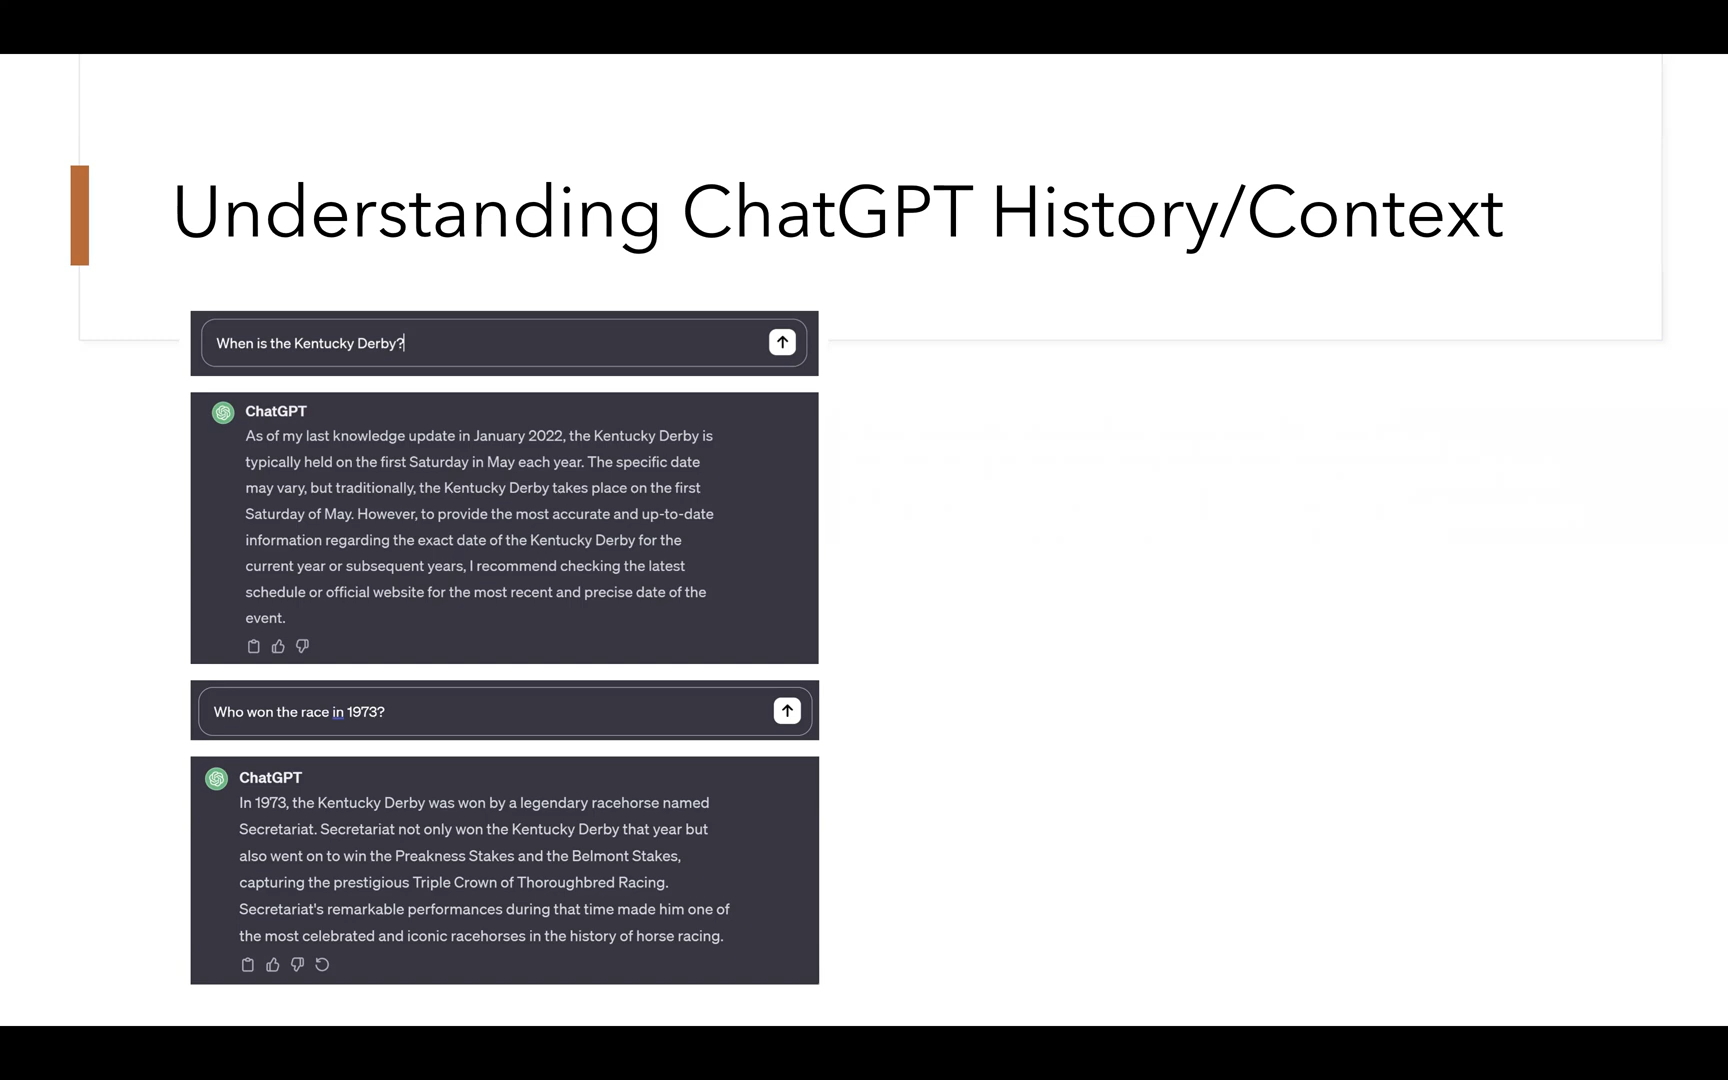 Understanding ChatGPT History/Context
When is the Kentucky Derby?
ChatGPT
As of my last knowledge update in January 2022, the Kentucky Derby is
typically held on the first Saturday in May each year. The specific date
may vary, but traditionally, the Kentucky Derby takes place on the first
Saturday of May. However, to provide the most accurate and up-to-date
information regarding the exact date of the Kentucky Derby for the
current year or subsequent years, I recommend checking the latest
schedule or official website for the most recent and precise date of the
event.
Who won the race in 1973?
ChatGPT
In 1973, the Kentucky Derby was won by a legendary racehorse named
Secretariat. Secretariat not only won the Kentucky Derby that year but
also went on to win the Preakness Stakes and the Belmont Stakes,
capturing the prestigious Triple Crown of Thoroughbred Racing.
Secretariat's remarkable performances during that time made him one of
the most celebrated and iconic racehorses in the history of horse racing.